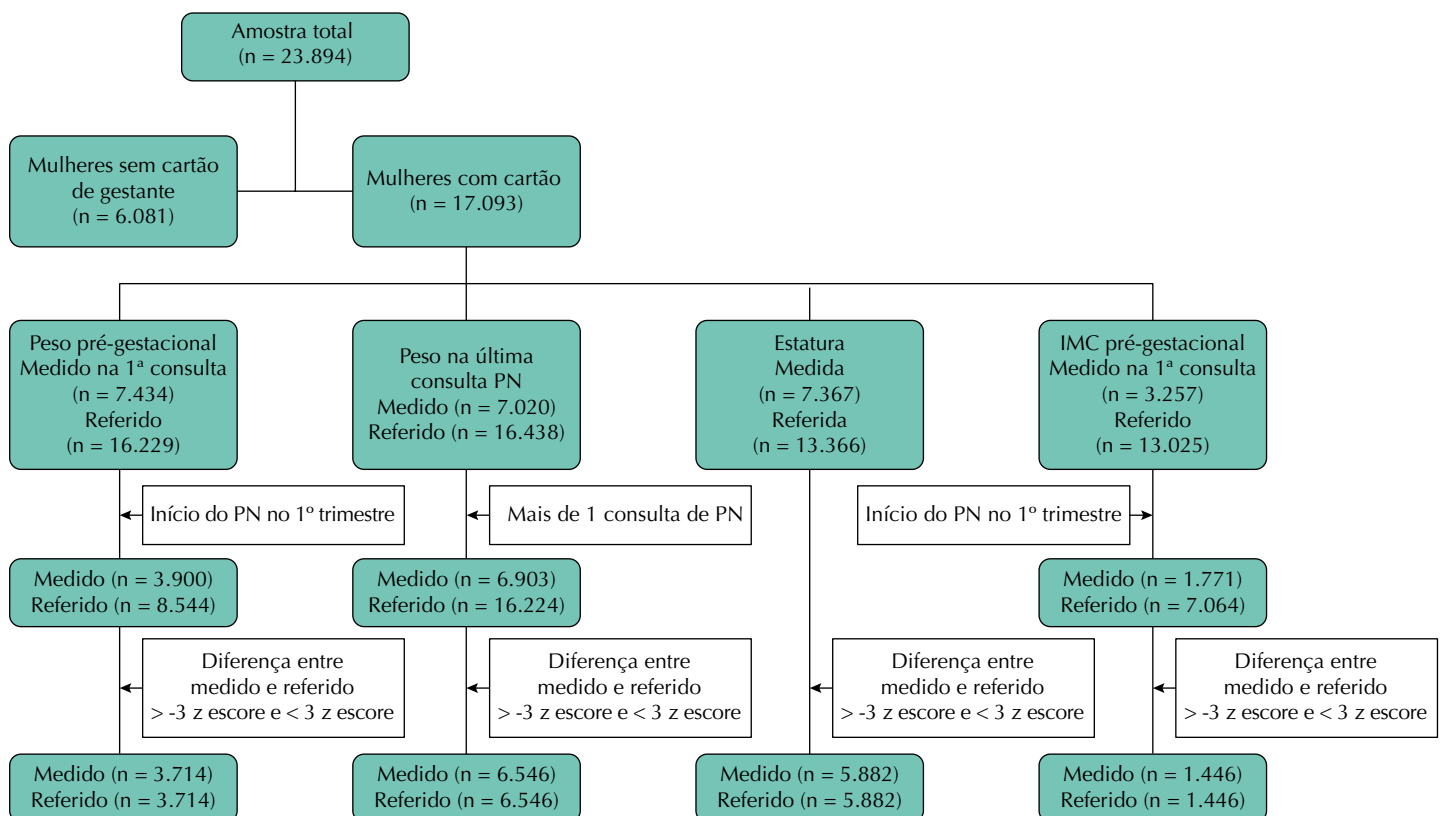 Amostra total
(n = 23.894)
Mulheres sem cartão
de gestante
(n = 6.081)
Mulheres com cartão
(n = 17.093)
Peso pré-gestacional
Medido na 1ª consulta
(n = 7.434)
Referido
(n = 16.229)
Peso na última
consulta PN
Medido (n = 7.020)
Referido (n = 16.438)
Estatura
Medida
(n = 7.367)
Referida
(n = 13.366)
IMC pré-gestacional
Medido na 1ª consulta
(n = 3.257)
Referido
(n = 13.025)
Início do PN no 1º trimestre
Mais de 1 consulta de PN
Início do PN no 1º trimestre
Medido (n = 3.900)
Referido (n = 8.544)
Medido (n = 6.903)
Referido (n = 16.224)
Medido (n = 1.771)
Referido (n = 7.064)
Diferença entre
medido e referido
> -3 z escore e < 3 z escore
Diferença entre
medido e referido
> -3 z escore e < 3 z escore
Diferença entre
medido e referido
> -3 z escore e < 3 z escore
Diferença entre
medido e referido
> -3 z escore e < 3 z escore
Medido (n = 3.714)
Referido (n = 3.714)
Medido (n = 6.546)
Referido (n = 6.546)
Medido (n = 5.882)
Referido (n = 5.882)
Medido (n = 1.446)
Referido (n = 1.446)